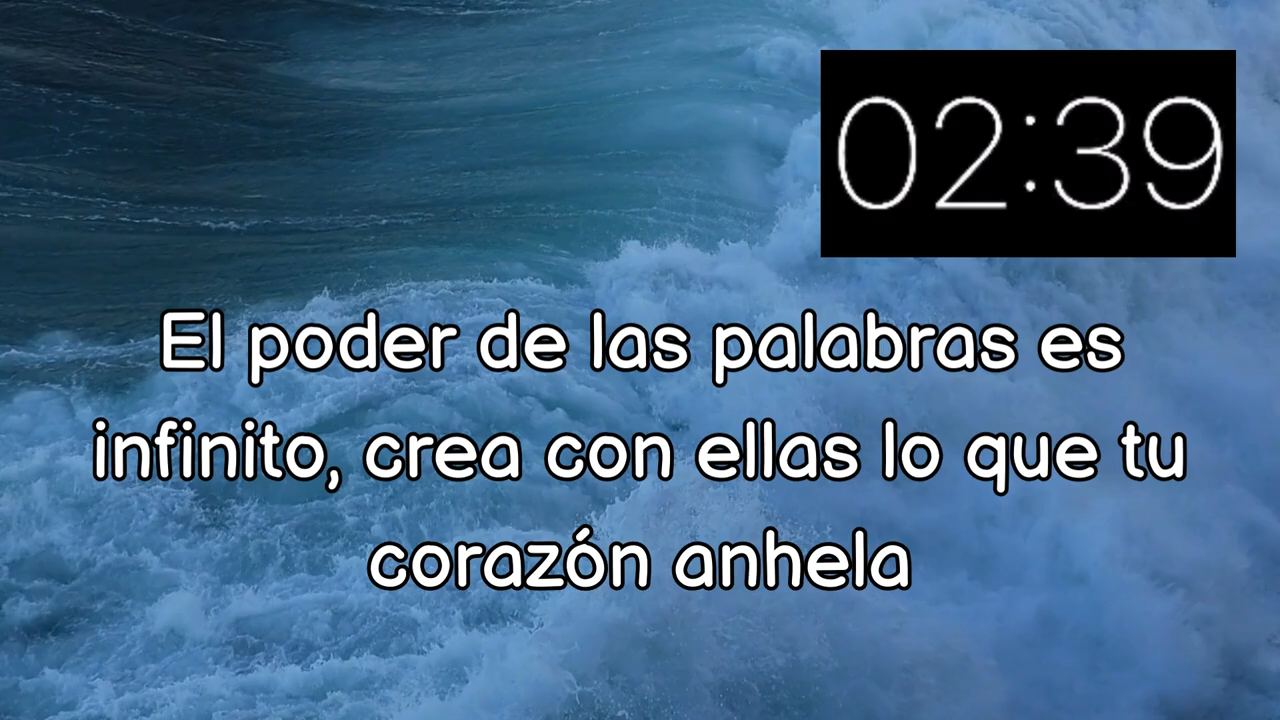 02:39
El poder de las palabras es
infinito, crea con ellas lo que tu
corazón anhela